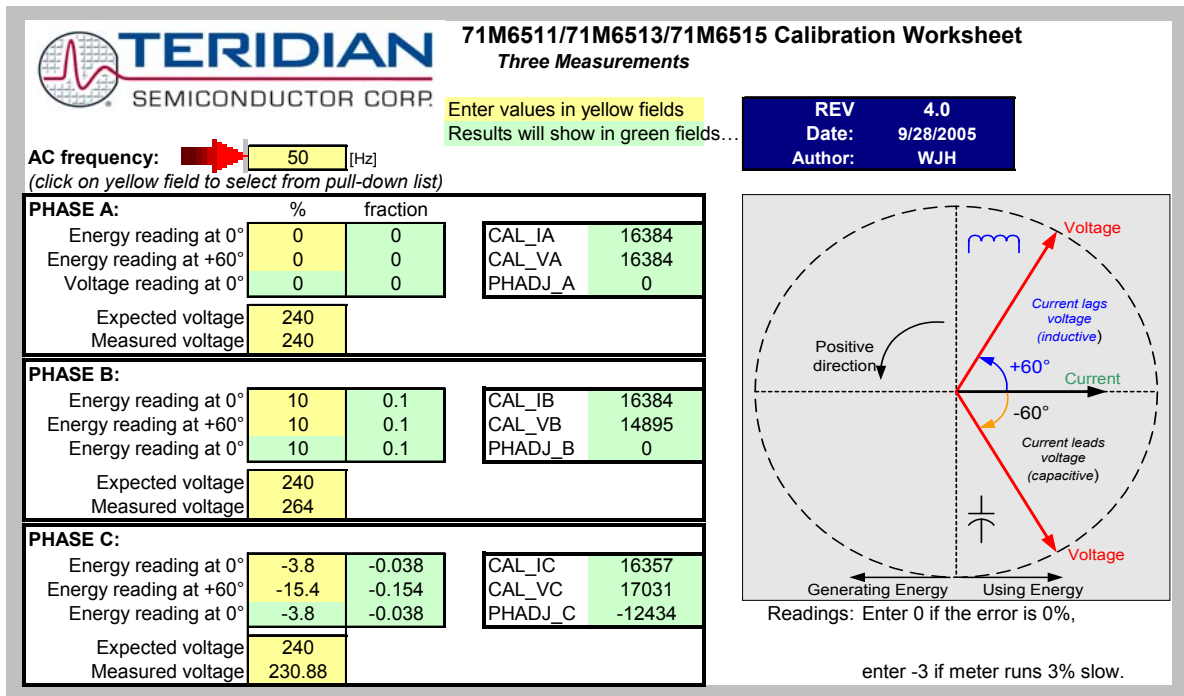 TERIDIAN
SEMICONDUCTOR CORP.
71M6511/71M6513/71M6515 Calibration Worksheet
Three Measurements
Enter values in yellow fields
Results will show in green fields…
REV 4.0
Date: 9/28/2005
Author: WJH
AC frequency: 50 [Hz]
(click on yellow field to select from pull-down list)
PHASE A: % fraction
Energy reading at 0° 0 0 CAL_IA 16384
Energy reading at +60° 0 0 CAL_VA 16384
Voltage reading at 0° 0 0 PHADJ_A 0
Expected voltage 240
Measured voltage 240
PHASE B:
Energy reading at 0° 10 0.1 CAL_IB 16384
Energy reading at +60° 10 0.1 CAL_VB 14895
Energy reading at 0° 10 0.1 PHADJ_B 0
Expected voltage 240
Measured voltage 264
PHASE C:
Energy reading at 0° -3.8 -0.038 CAL_IC 16357
Energy reading at +60° -15.4 -0.154 CAL_VC 17031
Energy reading at 0° -3.8 -0.038 PHADJ_C -12434
Expected voltage 240
Measured voltage 230.88
Voltage
Current lags
voltage
(inductive)
Positive
direction
+60°
Current
-60°
Current leads
voltage
(capacitive)
Voltage
Generating Energy Using Energy
Readings: Enter 0 if the error is 0%,
enter -3 if meter runs 3% slow.